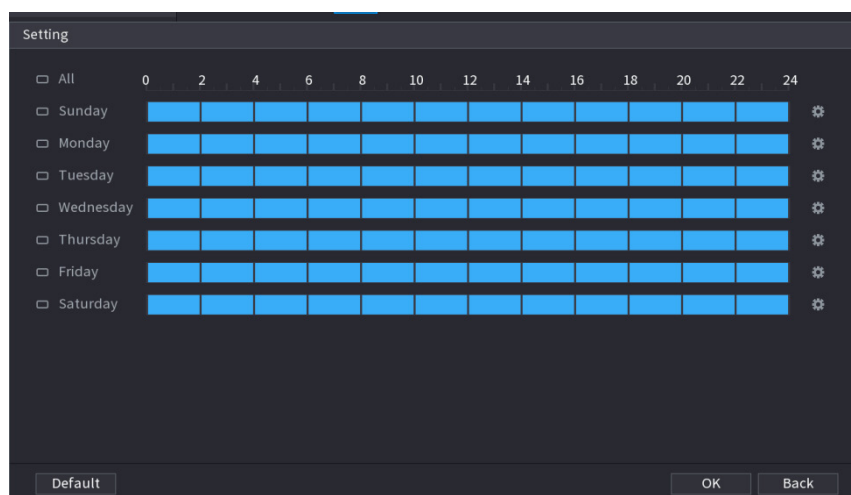 Setting
All 0 2 4 6 8 10 12 14 16 18 20 22 24
Sunday
Monday
Tuesday
Wednesday
Thursday
Friday
Saturday
Default OK Back